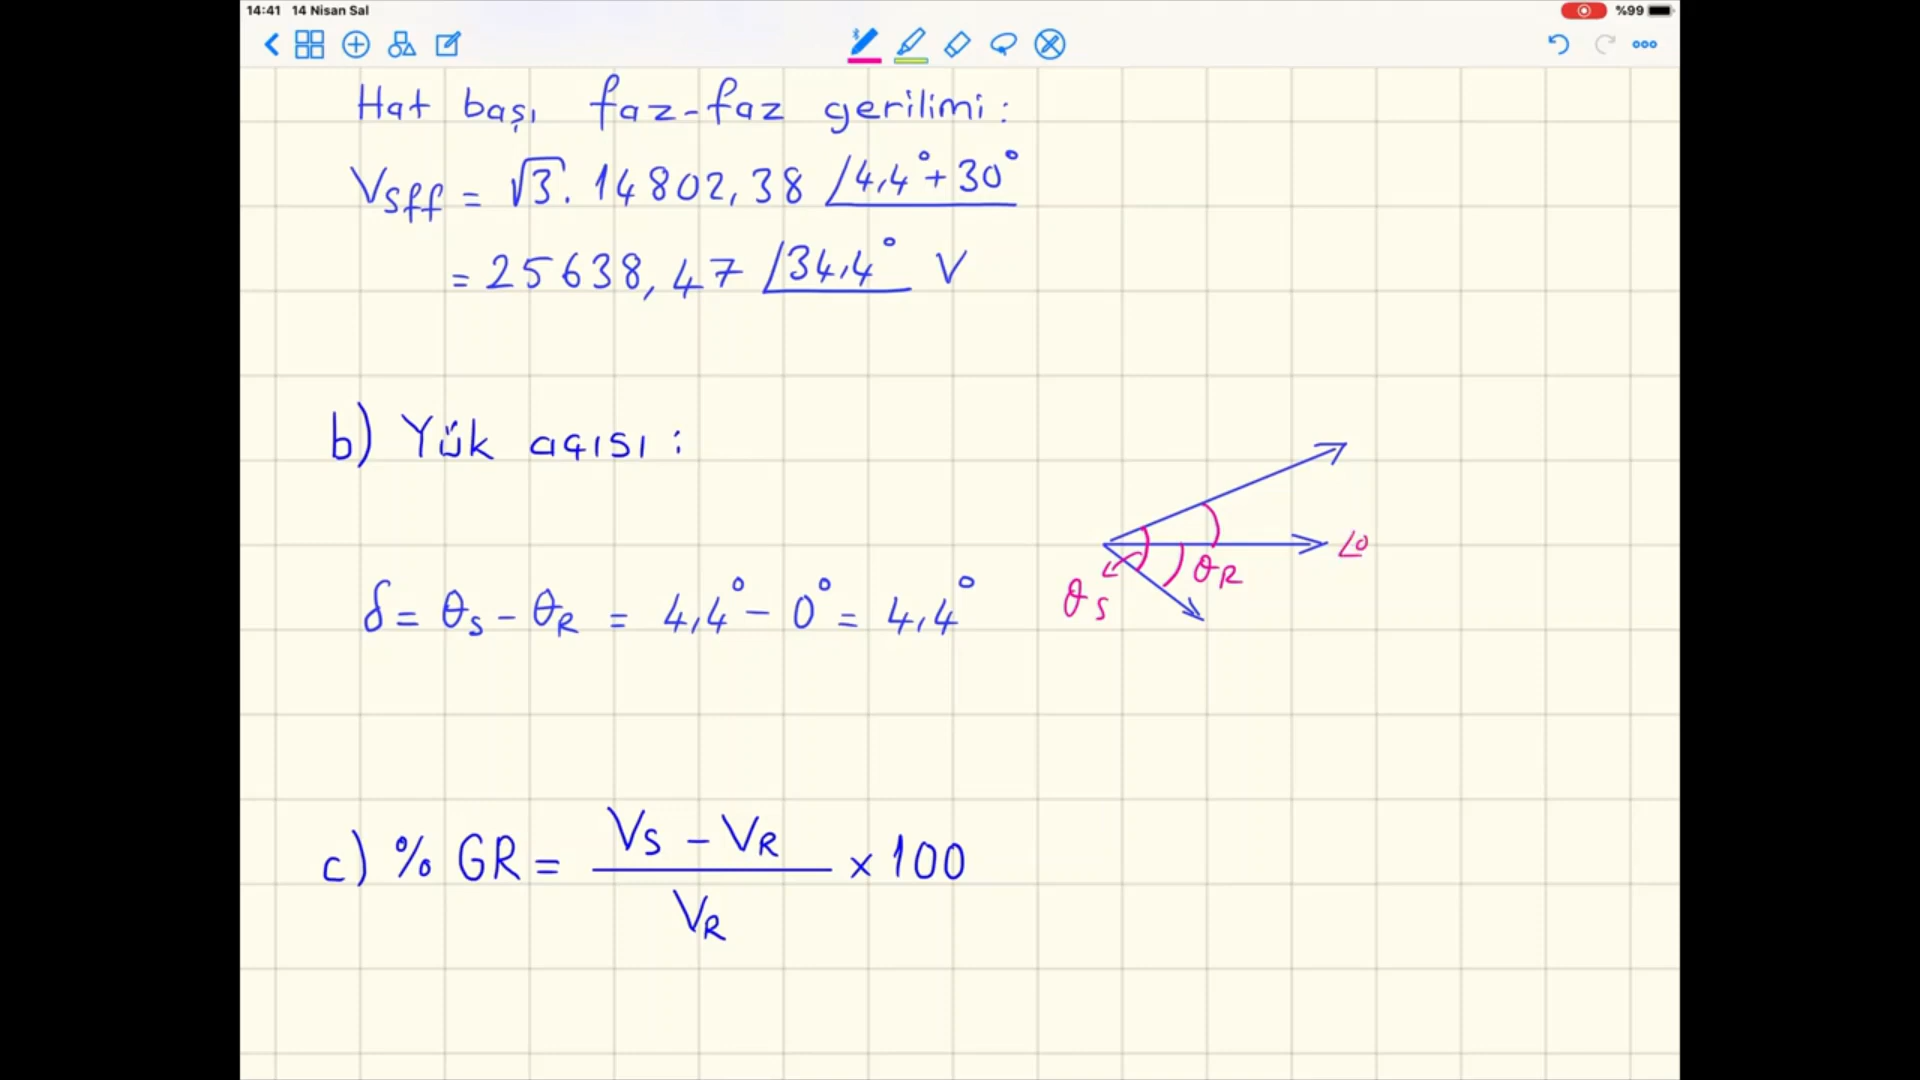 14:41 14 Nisan Sal %99
Hat başı faz-faz gerilimi:
Vsff = √3. 14802,38 /4,4°+30°
= 25638,47 /34,4° V
b) Yük açısı:
∠0
θR
θS
δ = θS - θR = 4,4° - 0° = 4,4°
c) % GR = VS - VR / VR x 100